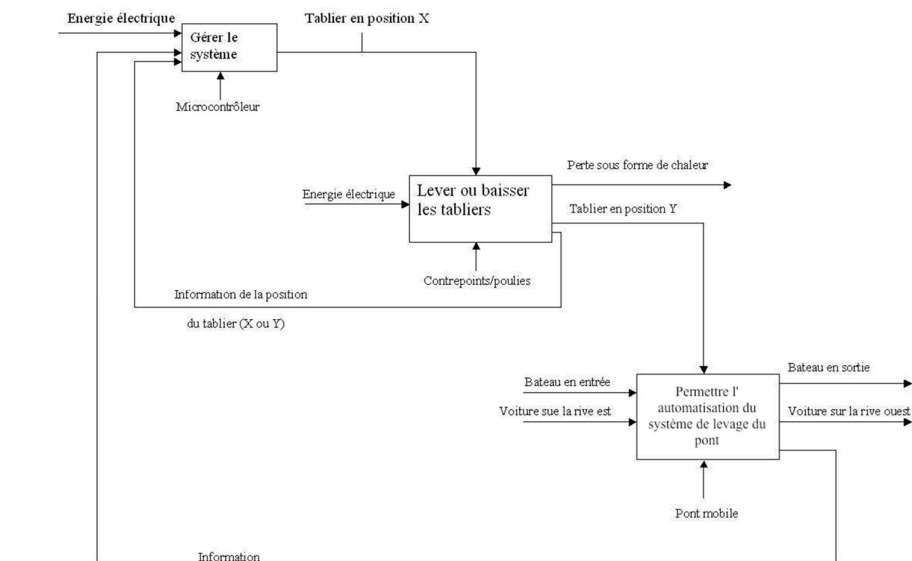 Energie électrique
Tablier en position X
Gérer le
système
Microcontrôleur
Perte sous forme de chaleur
Energie électrique
Lever ou baisser
les tabliers
Tablier en position Y
Contrepoints/poulies
Information de la position
du tablier (X ou Y)
Bateau en sortie
Bateau en entrée
Permettre l'
automatisation du
système de levage du
pont
Voiture sue la rive est
Voiture sur la rive ouest
Pont mobile
Information